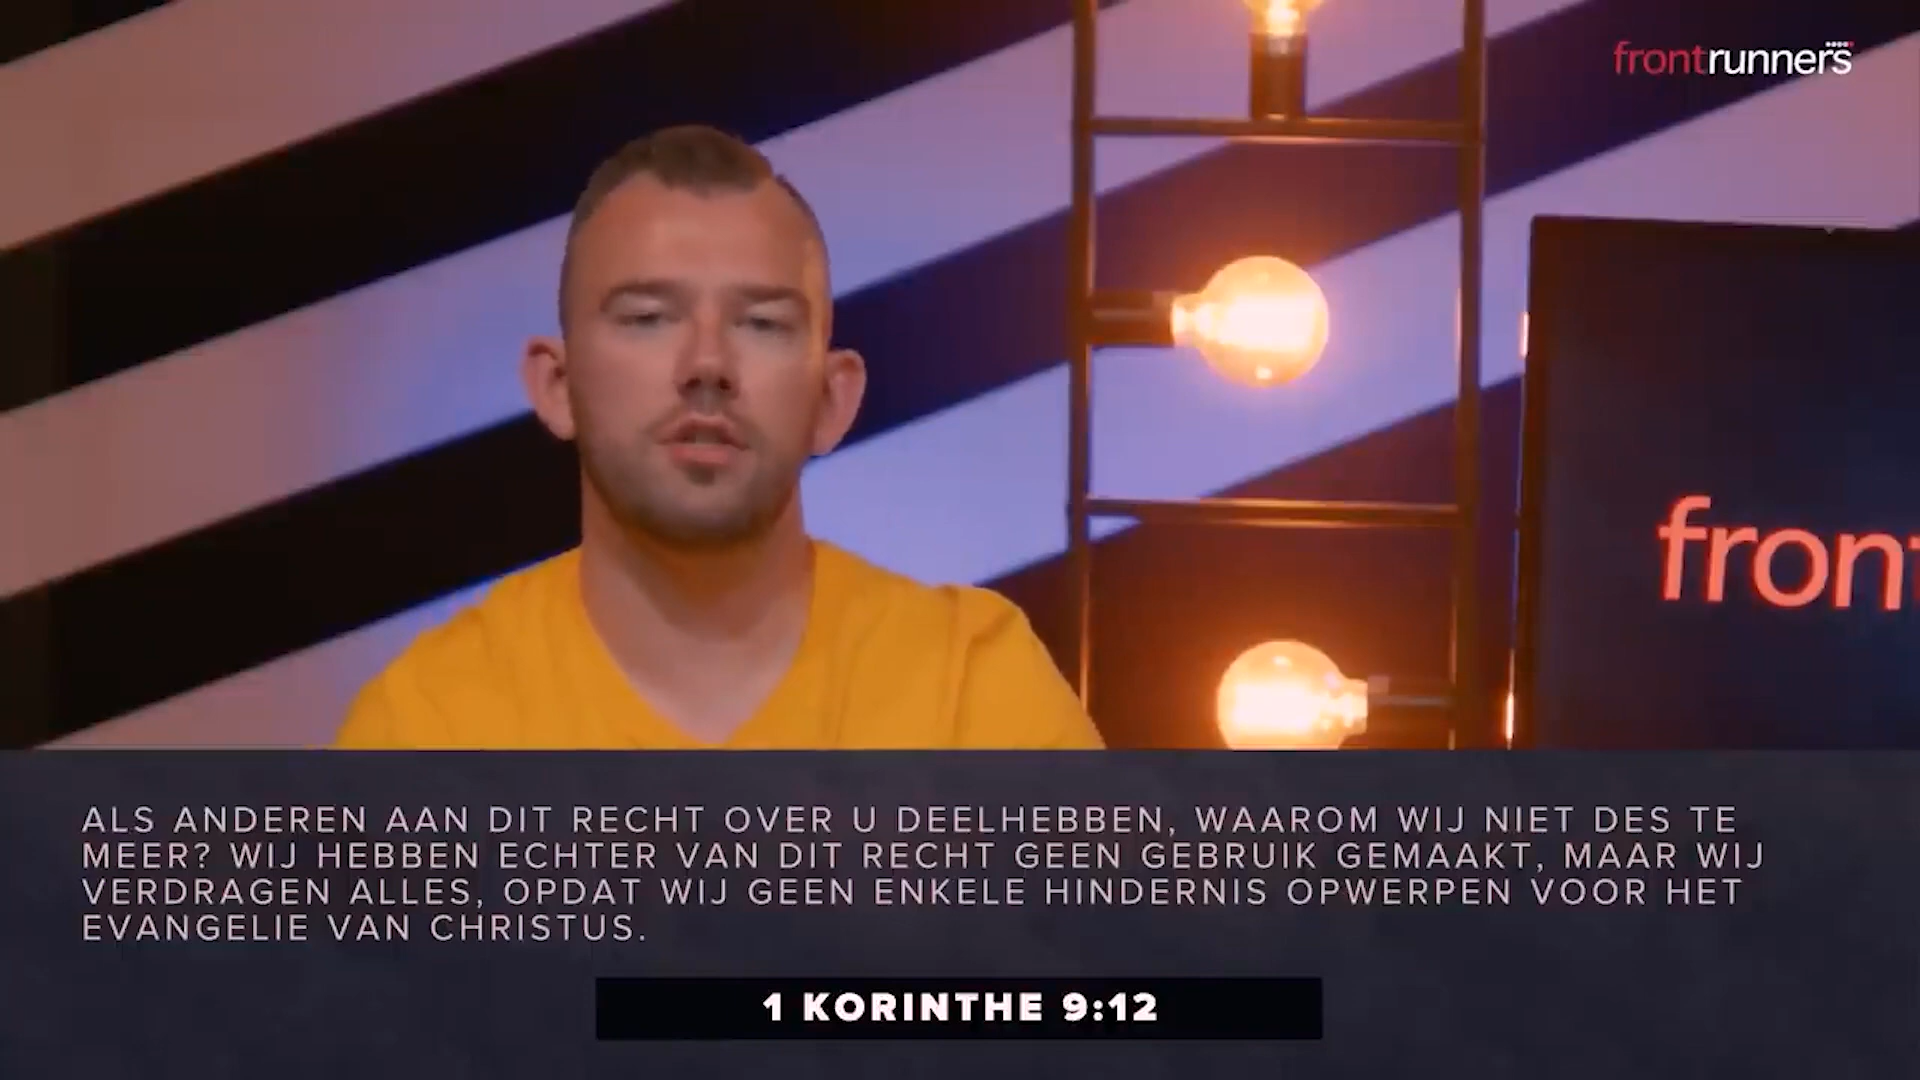 frontrunners
front
ALS ANDEREN AAN DIT RECHT OVER U DEELHEBBEN, WAAROM WIJ NIET DES TE
MEER? WIJ HEBBEN ECHTER VAN DIT RECHT GEEN GEBRUIK GEMAAKT, MAAR WIJ
VERDRAGEN ALLES, OPDAT WIJ GEEN ENKELE HINDERNIS OPWERPEN VOOR HET
EVANGELIE VAN CHRISTUS.
1 KORINTHE 9:12